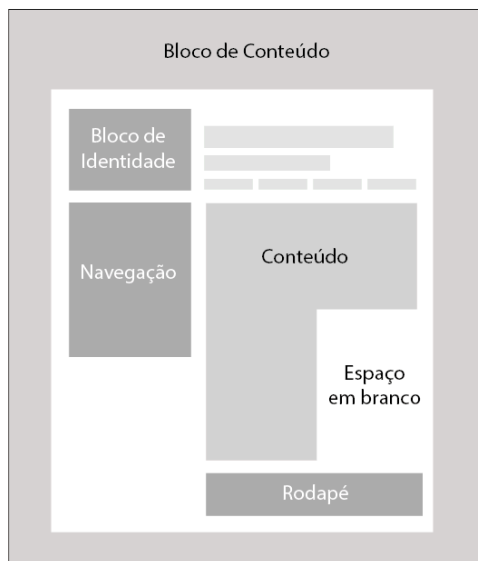 Bloco de Conteúdo
Bloco de
Identidade
Navegação
Conteúdo
Espaço
em branco
Rodapé